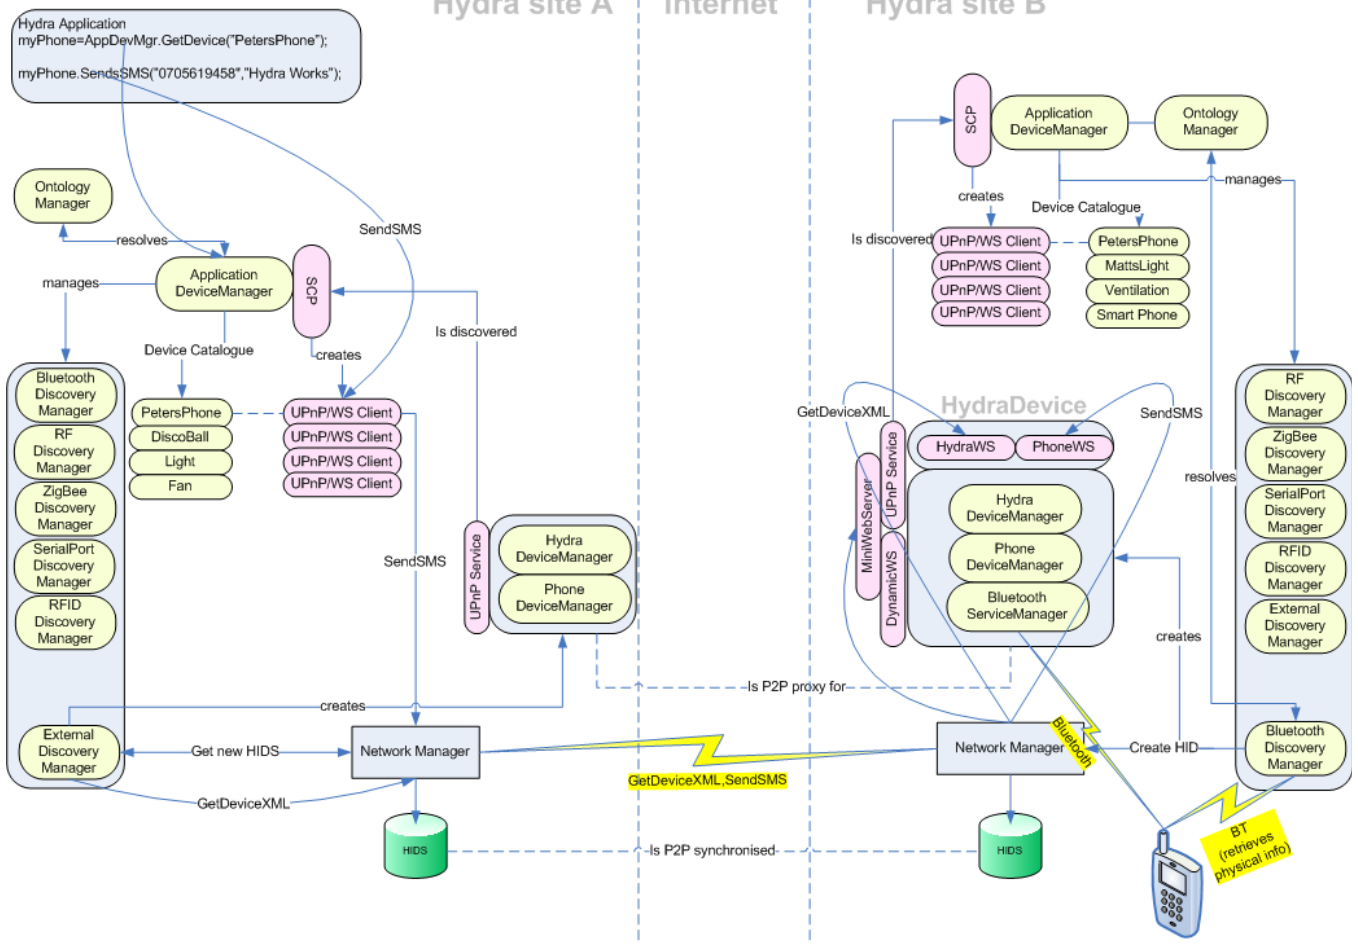 Hydra site A
Internet
Hydra site B
Hydra Application
myPhone=AppDevMgr.GetDevice("PetersPhone");
myPhone.SendsSMS("0705619458","Hydra Works");
Ontology
Manager
resolves
SendSMS
Application
DeviceManager
SCP
manages
Is discovered
Device Catalogue
creates
Bluetooth
Discovery
Manager
RF
Discovery
Manager
ZigBee
Discovery
Manager
SerialPort
Discovery
Manager
RFID
Discovery
Manager
External
Discovery
Manager
PetersPhone
DiscoBall
Light
Fan
UPnP/WS Client
UPnP/WS Client
UPnP/WS Client
UPnP/WS Client
SendSMS
UPnP Service
Hydra
DeviceManager
Phone
DeviceManager
creates
Get new HIDS
Network Manager
GetDeviceXML
HIDS
Is P2P proxy for
GetDeviceXML,SendSMS
Is P2P synchronised
SCP
Application
DeviceManager
Ontology
Manager
creates
manages
Device Catalogue
Is discovered
UPnP/WS Client
UPnP/WS Client
UPnP/WS Client
UPnP/WS Client
PetersPhone
MattsLight
Ventilation
Smart Phone
GetDeviceXML
HydraDevice
SendSMS
HydraWS
PhoneWS
MiniWebServer
UPnP Service
DynamicWS
Hydra
DeviceManager
Phone
DeviceManager
Bluetooth
ServiceManager
resolves
RF
Discovery
Manager
ZigBee
Discovery
Manager
SerialPort
Discovery
Manager
RFID
Discovery
Manager
External
Discovery
Manager
Bluetooth
Discovery
Manager
creates
Network Manager
Bluetooth
Create HID
HIDS
BT
(retrieves
physical info)